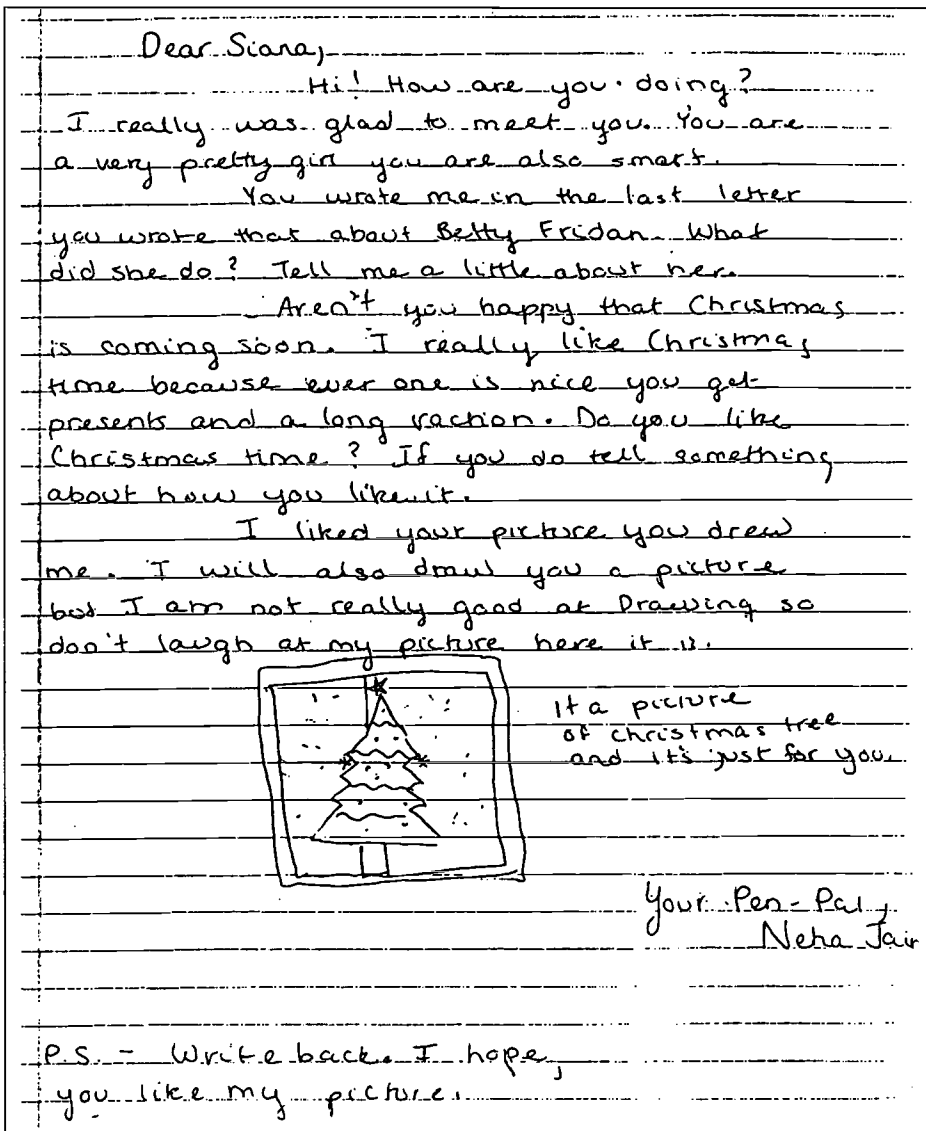 Dear Siana,
Hi! How are you doing?
I really was glad to meet you. You are
a very pretty girl you are also smart.
You wrote me in the last letter
you wrote that about Betty Fridan. What
did she do? Tell me a little about her.
Aren't you happy that Christmas
is coming soon. I really like Christmas
time because ever one is nice you get
presents and a long vaction. Do you like
Christmas time? If you do tell something
about how you like it.
I liked your picture you drew
me. I will also draw you a picture
but I am not really good at Drawing so
don't laugh at my picture here it is.
It a picture
of christmas tree
and it's just for you.
Your Pen-Pal,
Neha Jain
P.S. - Write back. I hope,
you like my picture.